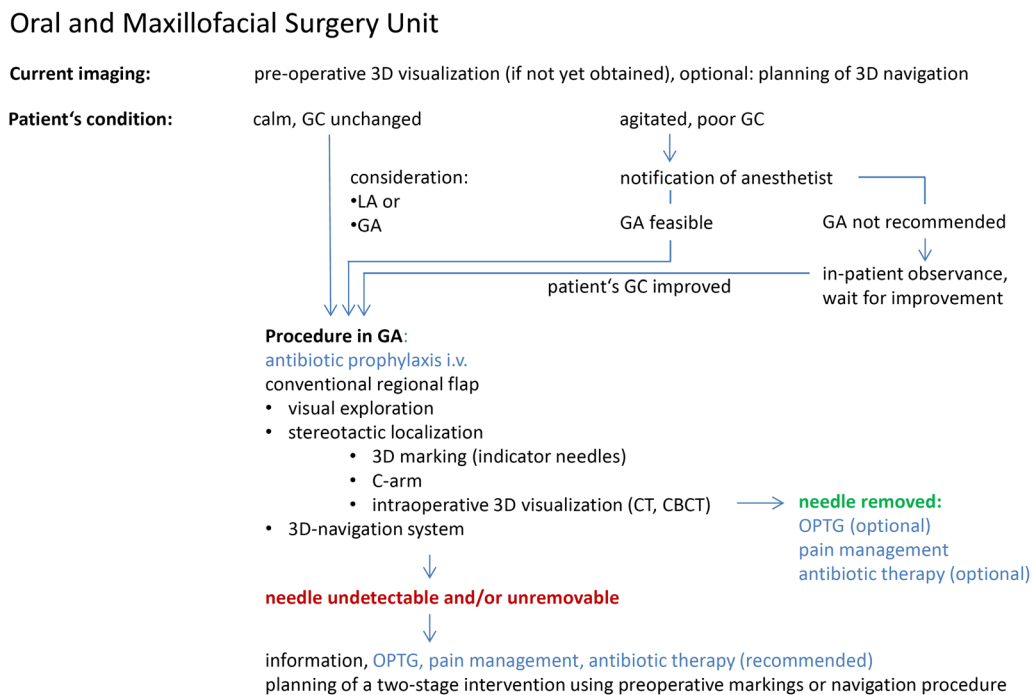 Oral and Maxillofacial Surgery Unit
Current imaging: pre-operative 3D visualization (if not yet obtained), optional: planning of 3D navigation
Patient‘s condition: calm, GC unchanged agitated, poor GC
consideration: notification of anesthetist
•LA or
•GA GA feasible GA not recommended
in-patient observance,
patient‘s GC improved wait for improvement
Procedure in GA:
antibiotic prophylaxis i.v.
conventional regional flap
• visual exploration
• stereotactic localization
• 3D marking (indicator needles)
• C-arm
• intraoperative 3D visualization (CT, CBCT) needle removed:
• 3D-navigation system OPTG (optional)
pain management
antibiotic therapy (optional)
needle undetectable and/or unremovable
information, OPTG, pain management, antibiotic therapy (recommended)
planning of a two-stage intervention using preoperative markings or navigation procedure